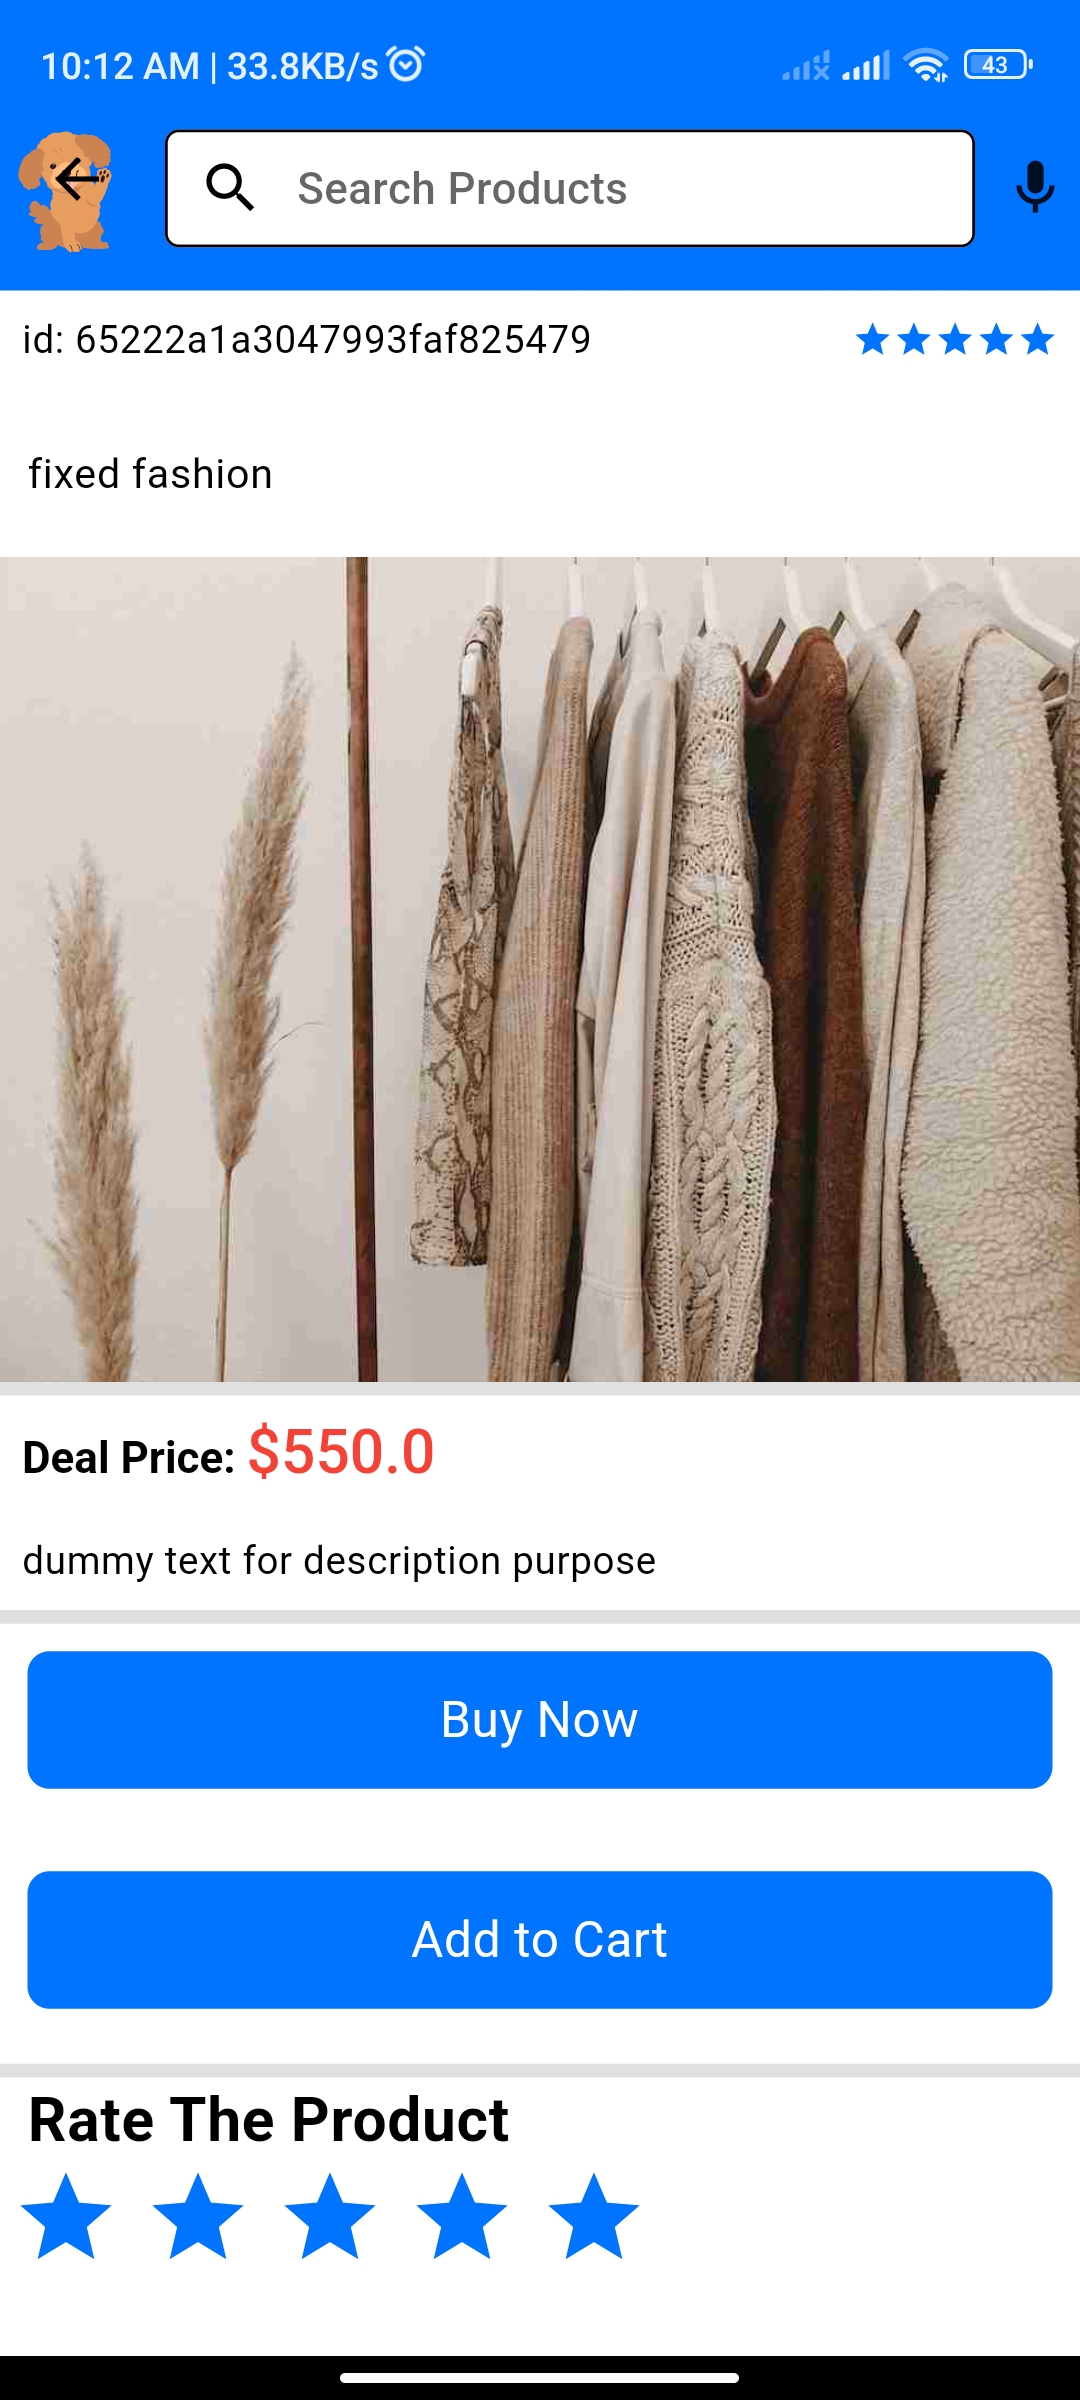 10:12 AM | 33.8KB/s
43
Search Products
id: 65222a1a3047993faf825479
fixed fashion
Deal Price: $550.0
dummy text for description purpose
Buy Now
Add to Cart
Rate The Product